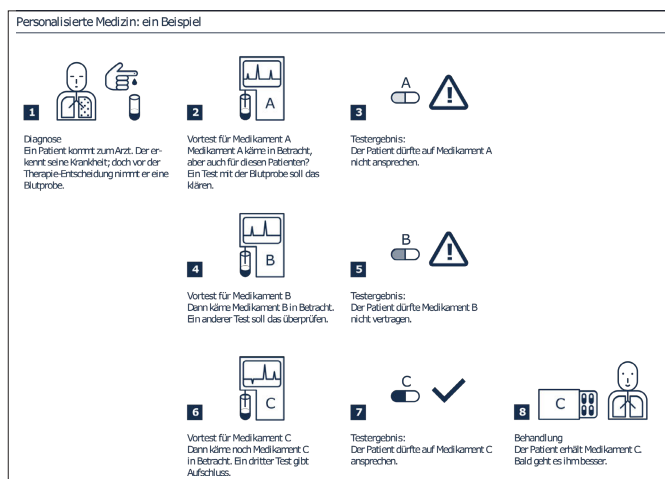 Personalisierte Medizin: ein Beispiel
1
Diagnose
Ein Patient kommt zum Arzt. Der er-
kennt seine Krankheit; doch vor der
Therapie-Entscheidung nimmt er eine
Blutprobe.
A
2
Vortest für Medikament A
Medikament A käme in Betracht,
aber auch für diesen Patienten?
Ein Test mit der Blutprobe soll das
klären.
A
3
Testergebnis:
Der Patient dürfte auf Medikament A
nicht ansprechen.
B
4
Vortest für Medikament B
Dann käme Medikament B in Betracht.
Ein anderer Test soll das überprüfen.
B
5
Testergebnis:
Der Patient dürfte Medikament B
nicht vertragen.
C
6
Vortest für Medikament C
Dann käme noch Medikament C
in Betracht. Ein dritter Test gibt
Aufschluss.
C
7
Testergebnis:
Der Patient dürfte auf Medikament C
ansprechen.
C
8
Behandlung
Der Patient erhält Medikament C.
Bald geht es ihm besser.